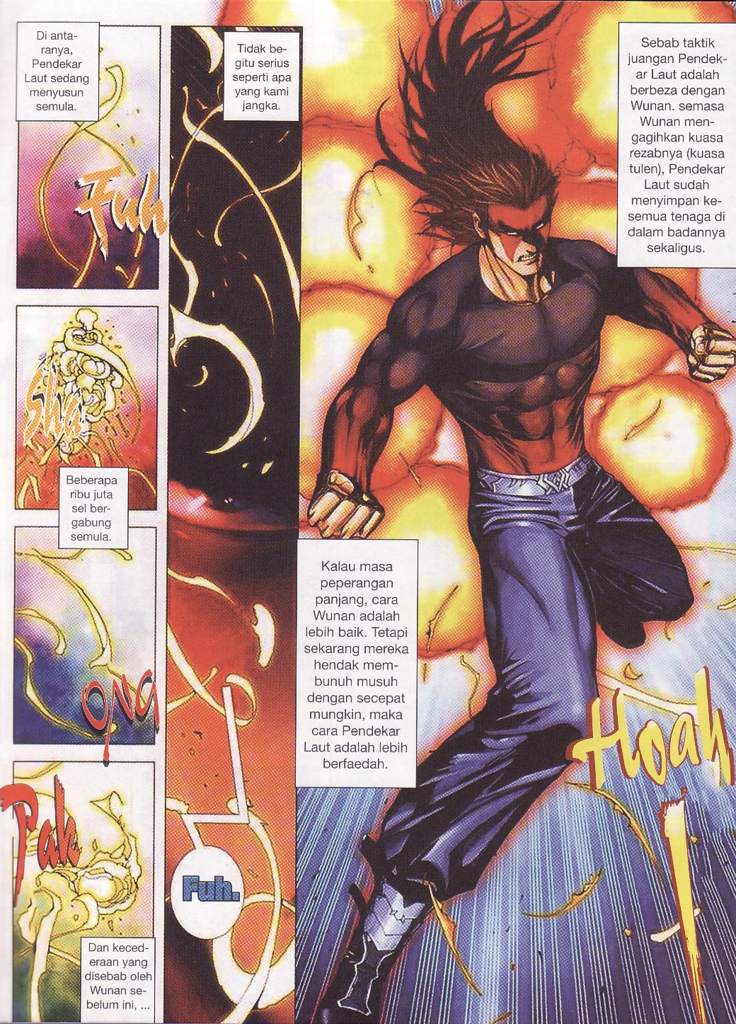 Di anta-
ranya,
Pendekar
Laut sedang
menyusun
semula.
Fuh
Sha
Beberapa
ribu juta
sel ber-
gabung
semula.
Ong
Pak
Dan keced-
eraan yang
disebab oleh
Wunan se-
belum ini, ...
Tidak be-
gitu serius
seperti apa
yang kami
jangka.
Fuh.
Sebab taktik
juangan Pendek-
ar Laut adalah
berbeza dengan
Wunan. semasa
Wunan men-
gagihkan kuasa
rezabnya (kuasa
tulen), Pendekar
Laut sudah
menyimpan ke-
semua tenaga di
dalam badannya
sekaligus.
Kalau masa
peperangan
panjang, cara
Wunan adalah
lebih baik. Tetapi
sekarang mereka
hendak mem-
bunuh musuh
dengan secepat
mungkin, maka
cara Pendekar
Laut adalah lebih
berfaedah.
Hoah!